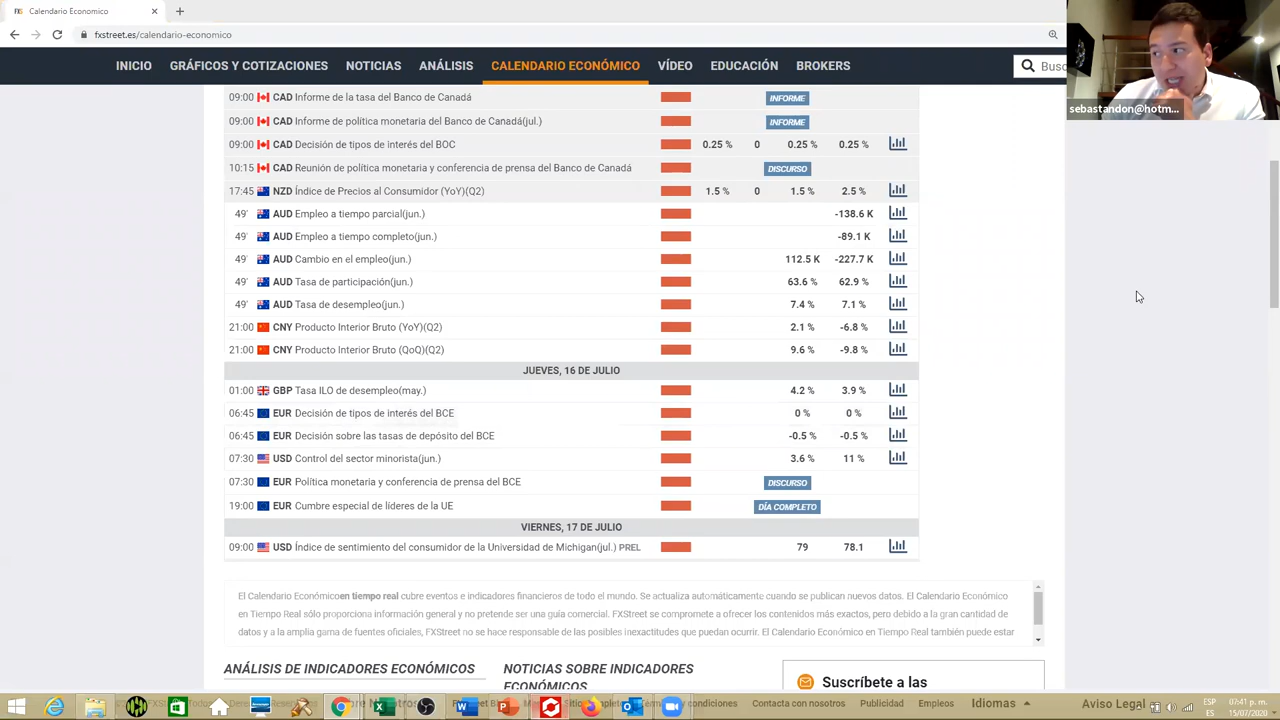 Calendario Economico
fxstreet.es/calendario-economico
INICIO GRÁFICOS Y COTIZACIONES NOTICIAS ANÁLISIS CALENDARIO ECONÓMICO VÍDEO EDUCACIÓN BROKERS Busc
sebastandon@hotm...
09:00 CAD Informe de la tasa del Banco de Canadá INFORME
09:00 CAD Informe de política monetaria del Banco de Canadá(jul.) INFORME
09:00 CAD Decisión de tipos de interés del BOC 0.25 % 0 0.25 % 0.25 %
10:15 CAD Reunión de política monetaria y conferencia de prensa del Banco de Canadá DISCURSO
17:45 NZD Índice de Precios al Consumidor (YoY)(Q2) 1.5 % 0 1.5 % 2.5 %
49' AUD Empleo a tiempo parcial(jun.) -138.6 K
49' AUD Empleo a tiempo completo(jun.) -89.1 K
49' AUD Cambio en el empleo(jun.) 112.5 K -227.7 K
49' AUD Tasa de participación(jun.) 63.6 % 62.9 %
49' AUD Tasa de desempleo(jun.) 7.4 % 7.1 %
21:00 CNY Producto Interior Bruto (YoY)(Q2) 2.1 % -6.8 %
21:00 CNY Producto Interior Bruto (QoQ)(Q2) 9.6 % -9.8 %
JUEVES, 16 DE JULIO
01:00 GBP Tasa ILO de desempleo(may.) 4.2 % 3.9 %
06:45 EUR Decisión de tipos de interés del BCE 0 % 0 %
06:45 EUR Decisión sobre las tasas de depósito del BCE -0.5 % -0.5 %
07:30 USD Control del sector minorista(jun.) 3.6 % 11 %
07:30 EUR Política monetaria y conferencia de prensa del BCE DISCURSO
19:00 EUR Cumbre especial de líderes de la UE DÍA COMPLETO
VIERNES, 17 DE JULIO
09:00 USD Índice de sentimiento del consumidor de la Universidad de Michigan(jul.) PREL 79 78.1
El Calendario Económico en tiempo real cubre eventos e indicadores financieros de todo el mundo. Se actualiza automáticamente cuando se publican nuevos datos. El Calendario Económico
en Tiempo Real sólo proporciona información general y no pretende ser una guía comercial. FXStreet se compromete a ofrecer los contenidos más exactos, pero debido a la gran cantidad de
datos y a la amplia gama de fuentes oficiales, FXStreet no se hace responsable de las posibles inexactitudes que puedan ocurrir. El Calendario Económico en Tiempo Real también puede estar
ANÁLISIS DE INDICADORES ECONÓMICOS
NOTICIAS SOBRE INDICADORES
ECONÓMICOS
Suscríbete a las
Contacta con nosotros Publicidad Empleos Idiomas Aviso Legal
ESP 07:41 p. m.
ES 15/07/2020